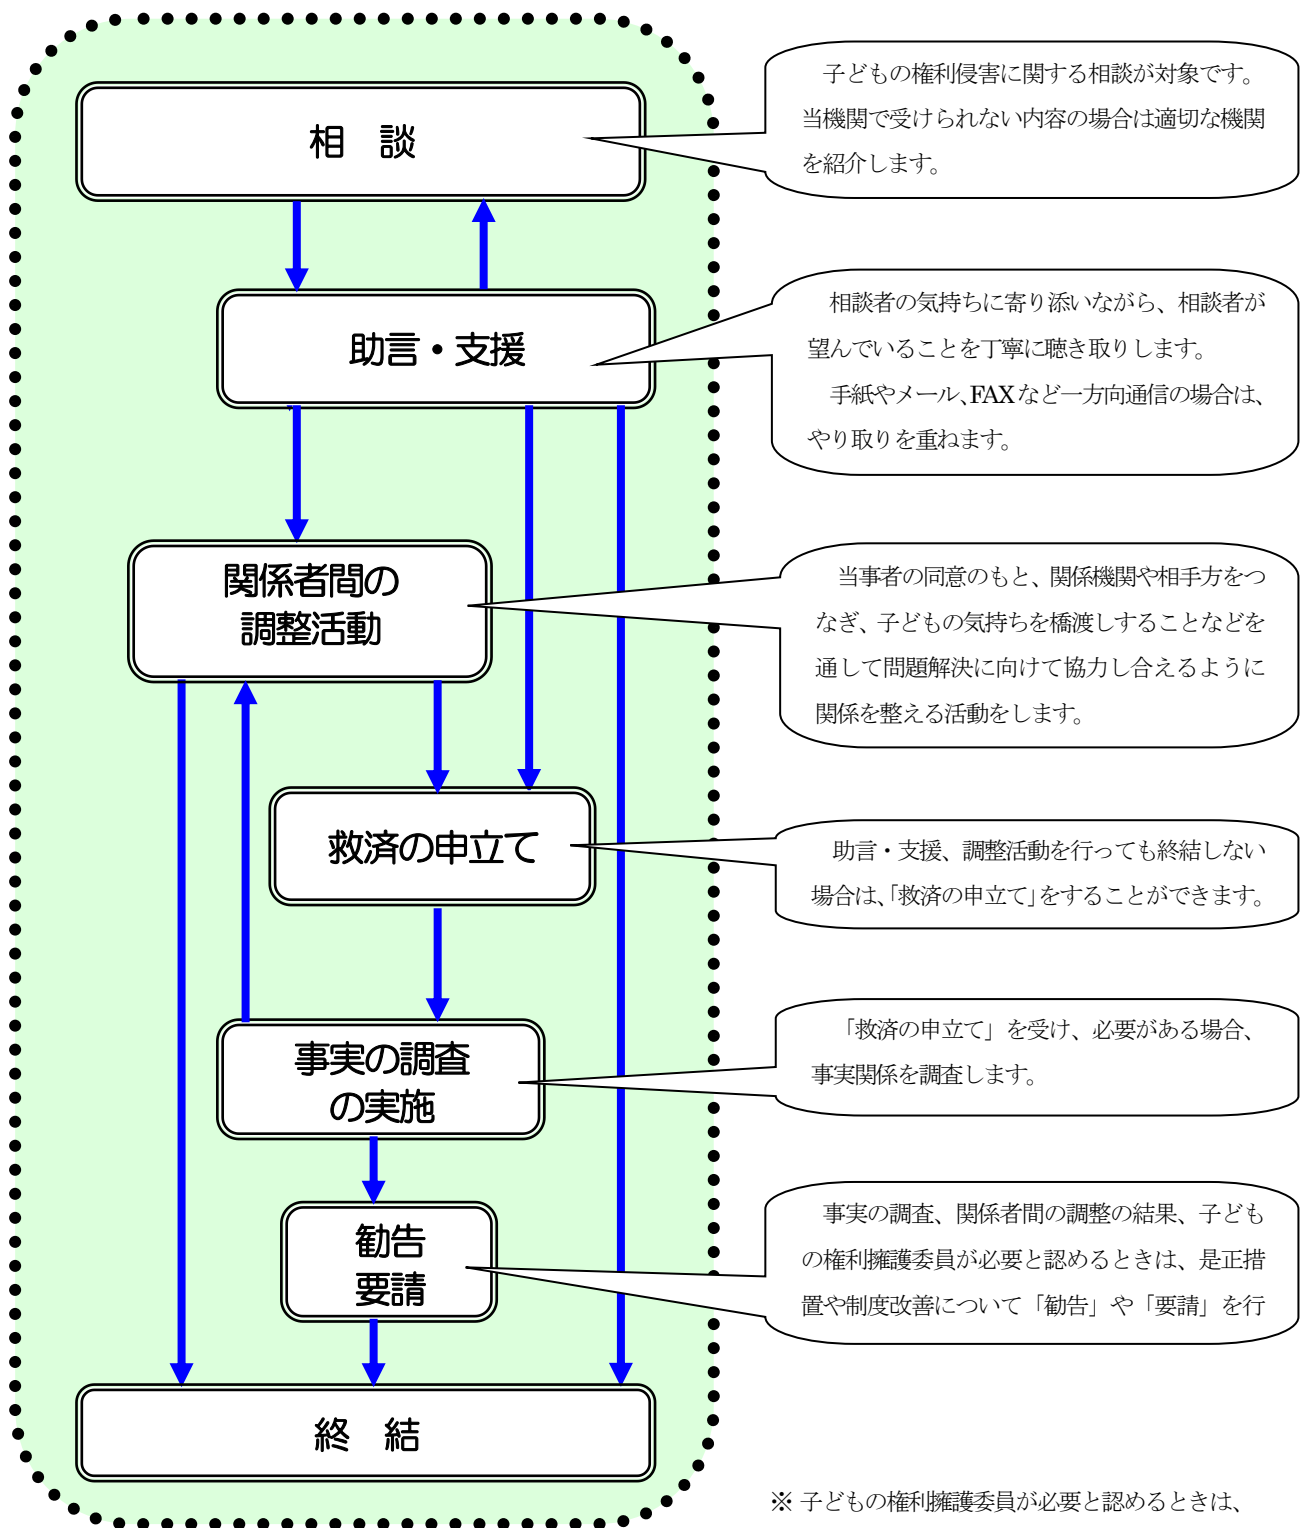 相　談
子どもの権利侵害に関する相談が対象です。
当機関で受けられない内容の場合は適切な機関
を紹介します。
助言・支援
相談者の気持ちに寄り添いながら、相談者が
望んでいることを丁寧に聴き取りします。
手紙やメール、FAXなど一方向通信の場合は、
やり取りを重ねます。
関係者間の
調整活動
当事者の同意のもと、関係機関や相手方をつ
なぎ、子どもの気持ちを橋渡しすることなどを
通して問題解決に向けて協力し合えるように
関係を整える活動をします。
救済の申立て
助言・支援、調整活動を行っても終結しない
場合は、「救済の申立て」をすることができます。
事実の調査
の実施
「救済の申立て」を受け、必要がある場合、
事実関係を調査します。
勧告
要請
事実の調査、関係者間の調整の結果、子ども
の権利擁護委員が必要と認めるときは、是正措
置や制度改善について「勧告」や「要請」を行
終　結
※ 子どもの権利擁護委員が必要と認めるときは、